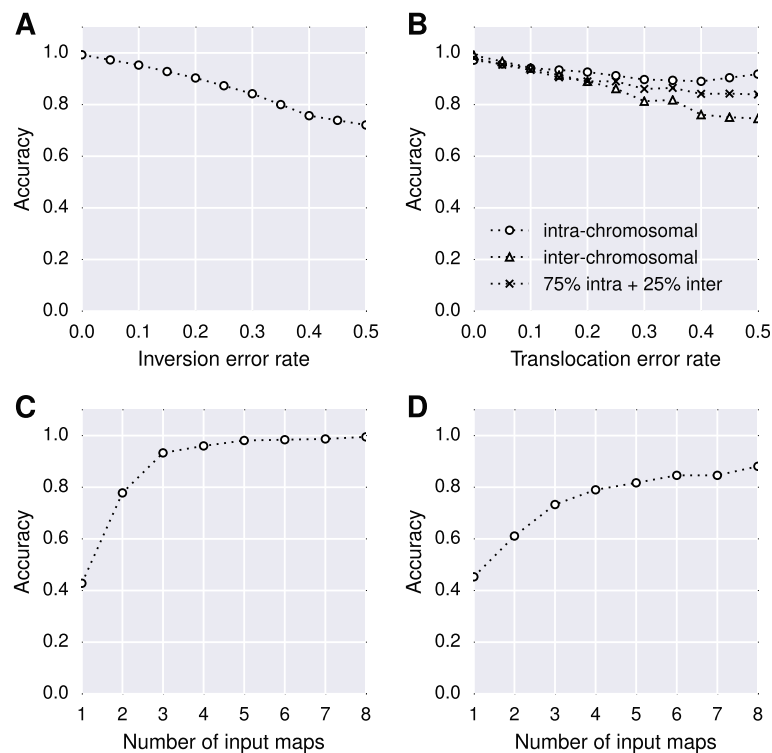 A
Accuracy
1.0
0.8
0.6
0.4
0.2
0.0
0.0 0.1 0.2 0.3 0.4 0.5
Inversion error rate
B
Accuracy
1.0
0.8
0.6
0.4
0.2
0.0
intra-chromosomal
inter-chromosomal
75% intra + 25% inter
0.0 0.1 0.2 0.3 0.4 0.5
Translocation error rate
C
Accuracy
1.0
0.8
0.6
0.4
0.2
0.0
1 2 3 4 5 6 7 8
Number of input maps
D
Accuracy
1.0
0.8
0.6
0.4
0.2
0.0
1 2 3 4 5 6 7 8
Number of input maps